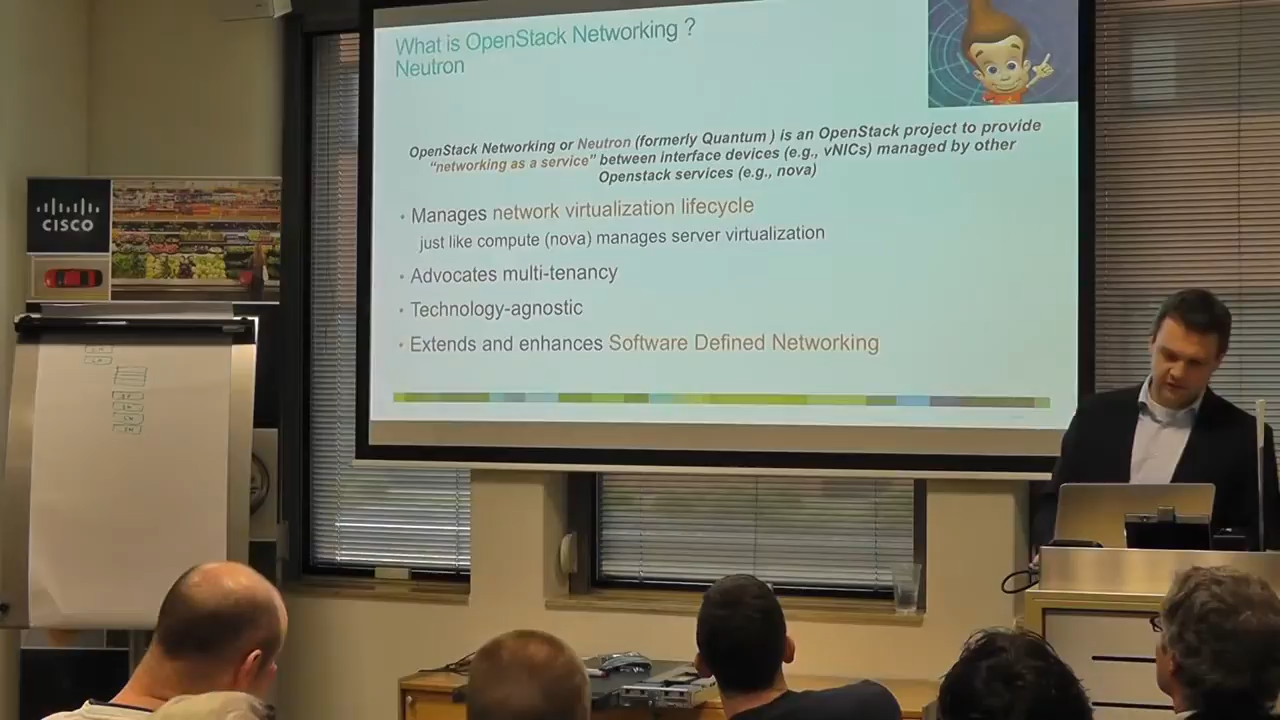 What is OpenStack Networking ?
Neutron
OpenStack Networking or Neutron (formerly Quantum ) is an OpenStack project to provide
“networking as a service” between interface devices (e.g., vNICs) managed by other
Openstack services (e.g., nova)
• Manages network virtualization lifecycle
just like compute (nova) manages server virtualization
• Advocates multi-tenancy
• Technology-agnostic
• Extends and enhances Software Defined Networking
CISCO